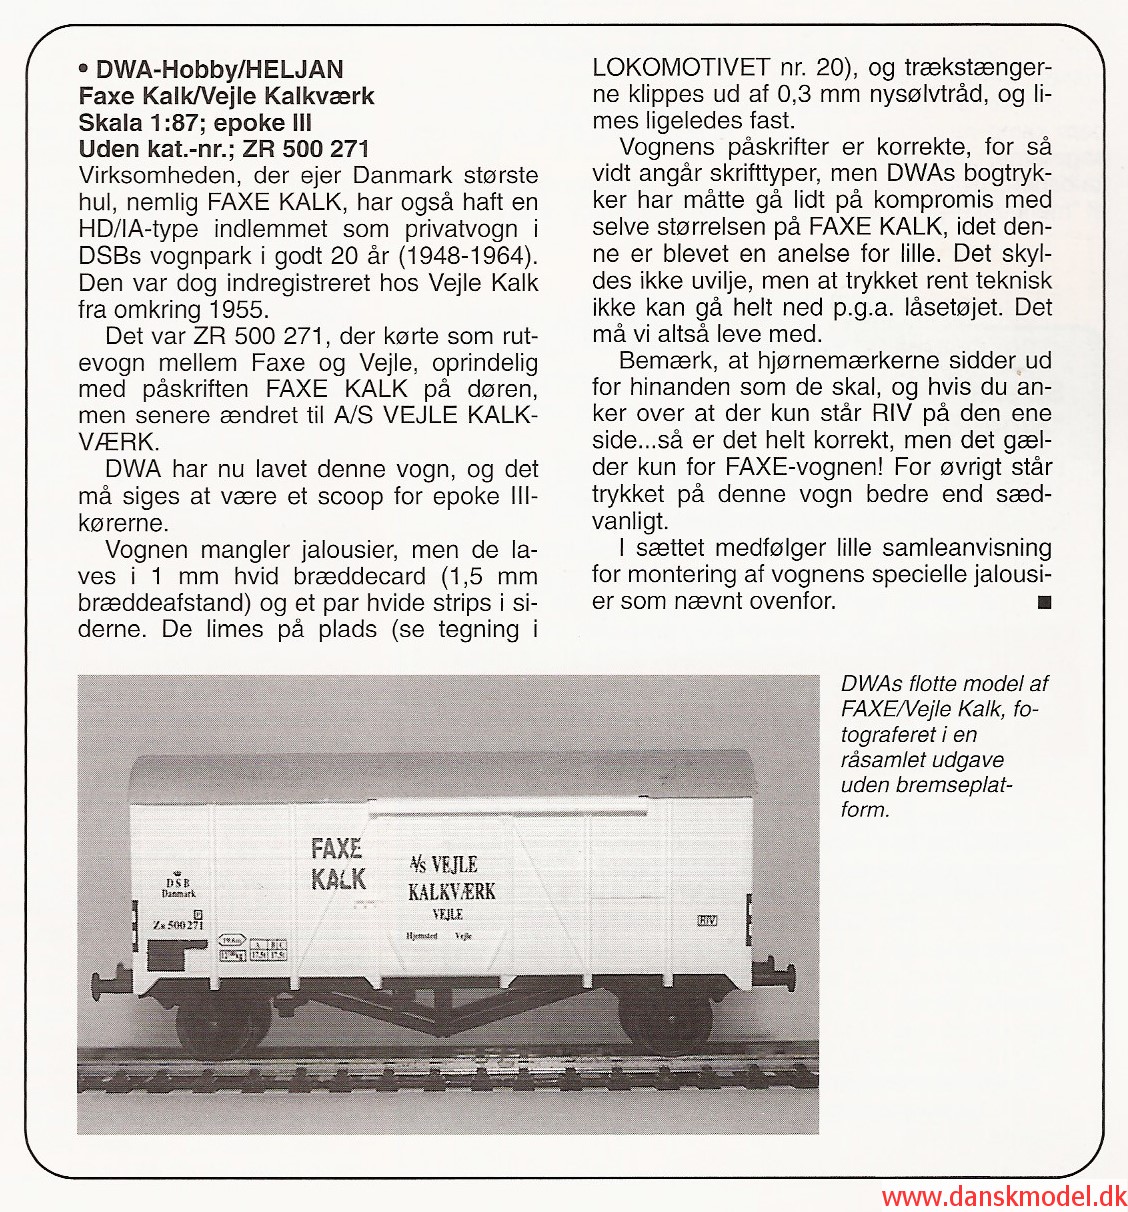 • DWA-Hobby/HELJAN
Faxe Kalk/Vejle Kalkværk
Skala 1:87; epoke III
Uden kat.-nr.; ZR 500 271
Virksomheden, der ejer Danmark største
hul, nemlig FAXE KALK, har også haft en
HD/IA-type indlemmet som privatvogn i
DSBs vognpark i godt 20 år (1948-1964).
Den var dog indregistreret hos Vejle Kalk
fra omkring 1955.
Det var ZR 500 271, der kørte som rut-
evogn mellem Faxe og Vejle, oprindelig
med påskriften FAXE KALK på døren,
men senere ændret til A/S VEJLE KALK-
VÆRK.
DWA har nu lavet denne vogn, og det
må siges at være et scoop for epoke III-
kørerne.
Vognen mangler jalousier, men de la-
ves i 1 mm hvid bræddecard (1,5 mm
bræddeafstand) og et par hvide strips i si-
derne. De limes på plads (se tegning i
LOKOMOTIVET nr. 20), og trækstænger-
ne klippes ud af 0,3 mm nysølvtråd, og li-
mes ligeledes fast.
Vognens påskrifter er korrekte, for så
vidt angår skrifttyper, men DWAs bogtryk-
ker har måtte gå lidt på kompromis med
selve størrelsen på FAXE KALK, idet den-
ne er blevet en anelse for lille. Det skyl-
des ikke uvilje, men at trykket rent teknisk
ikke kan gå helt ned p.g.a. låsetøjet. Det
må vi altså leve med.
Bemærk, at hjørnemærkerne sidder ud
for hinanden som de skal, og hvis du an-
ker over at der kun står RIV på den ene
side...så er det helt korrekt, men det gæl-
der kun for FAXE-vognen! For øvrigt står
trykket på denne vogn bedre end sæd-
vanligt.
I sættet medfølger lille samleanvisning
for montering af vognens specielle jalousi-
er som nævnt ovenfor.
DWAs flotte model af
FAXE/Vejle Kalk, fo-
tograferet i en
råsamlet udgave
uden bremseplat-
form.
FAXE
KALK
A/S VEJLE
KALKVÆRK
VEJLE
Hjemsted Vejle
DSB
Danmark
P
Zr 500 271
A B C
17,5t 17,5t
RIV
www.danskmodel.dk